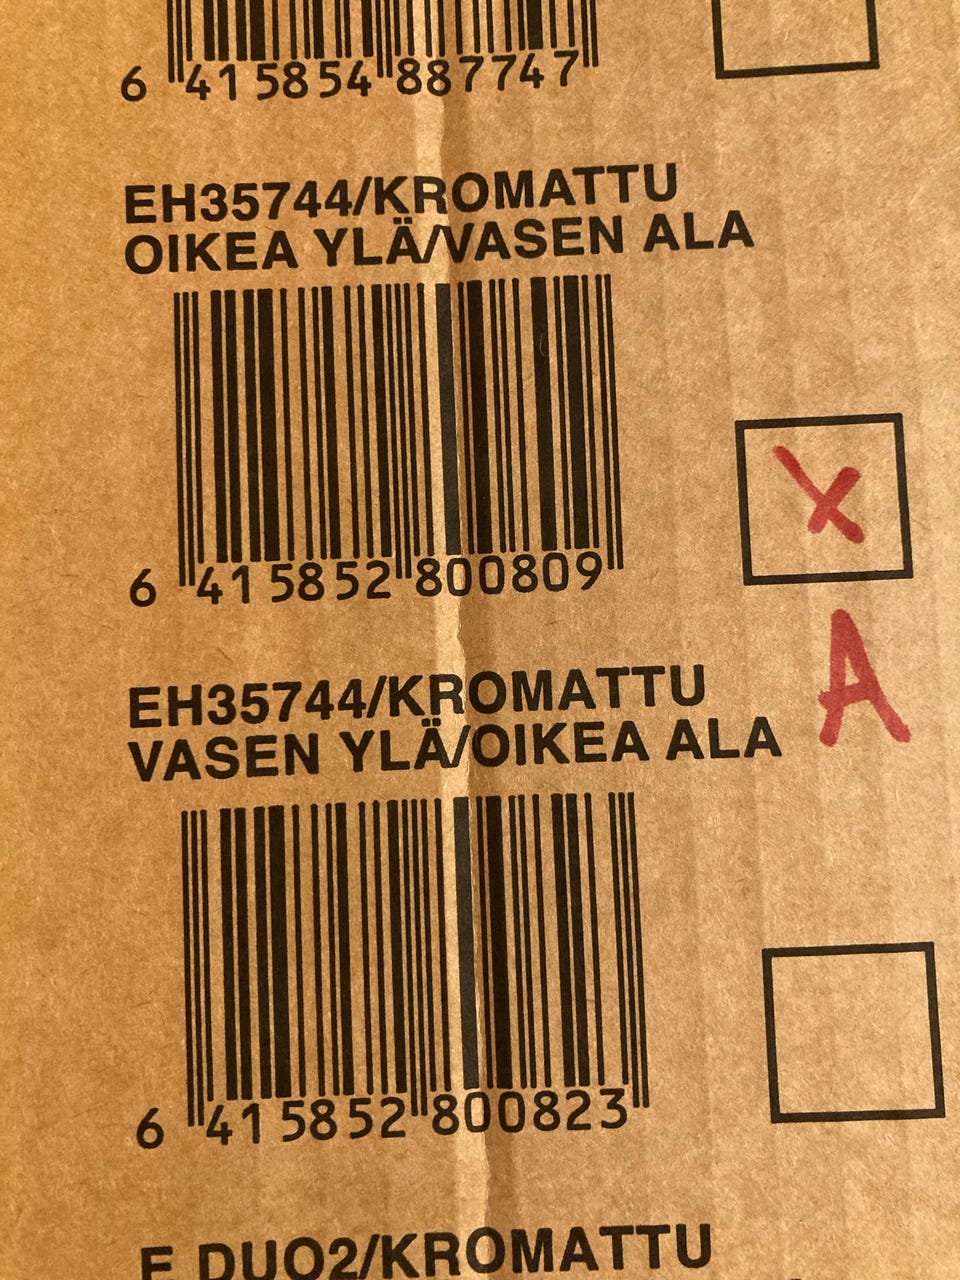 6 415854 887747
EH35744/KROMATTU
OIKEA YLÄ/VASEN ALA
X
6 415852 800809
A
EH35744/KROMATTU
VASEN YLÄ/OIKEA ALA
6 415852 800823
E DUO2/KROMATTU